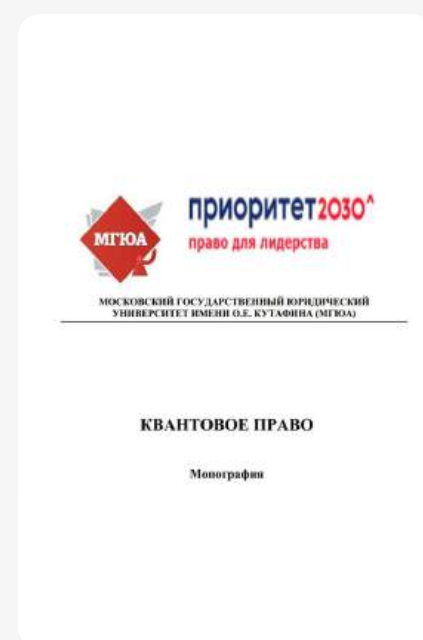 МГЮА
приоритет2030^
право для лидерства
МОСКОВСКИЙ ГОСУДАРСТВЕННЫЙ ЮРИДИЧЕСКИЙ
УНИВЕРСИТЕТ ИМЕНИ О.Е. КУТАФИНА (МГЮА)
КВАНТОВОЕ ПРАВО
Монография